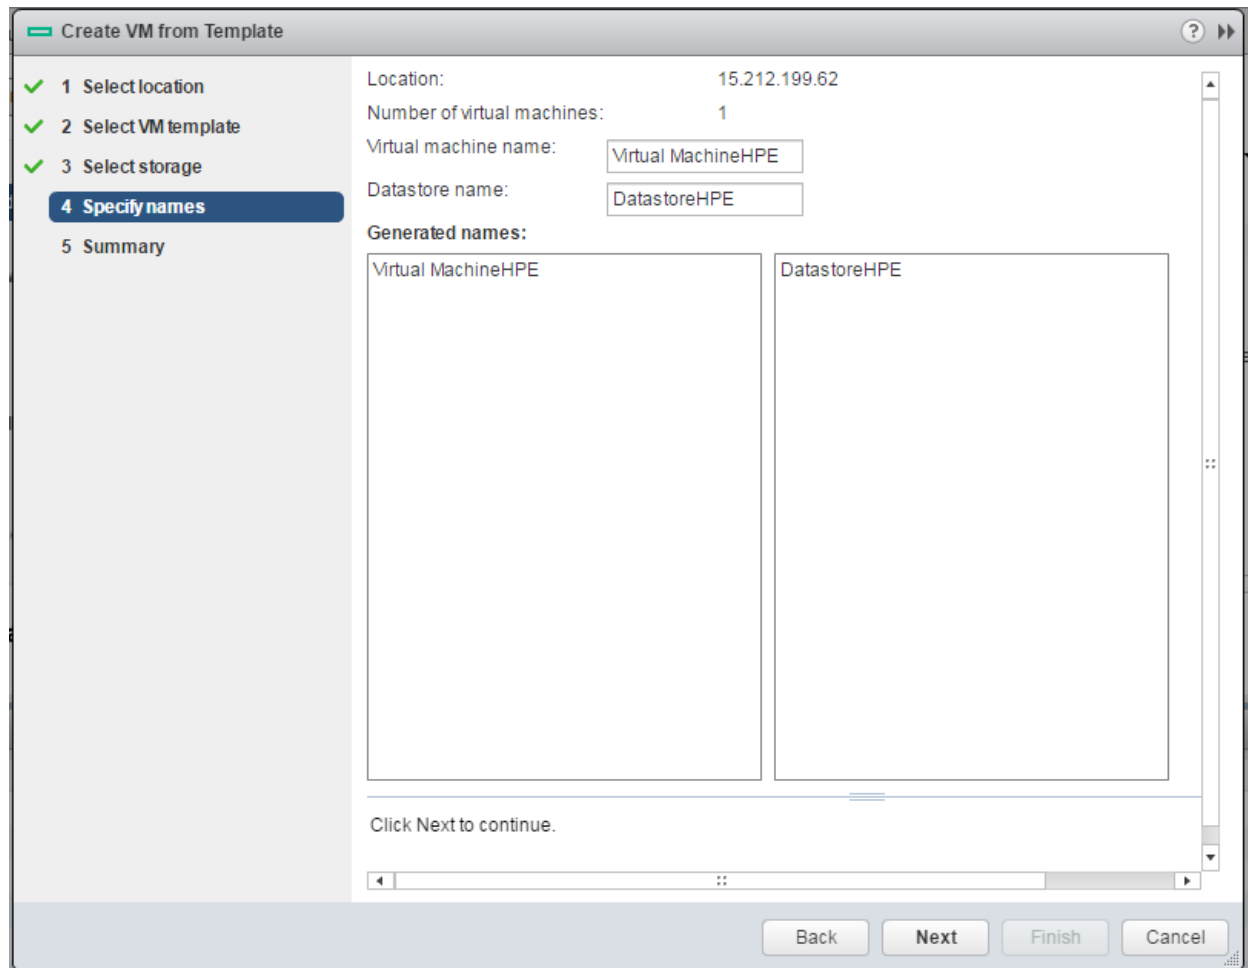 Create VM from Template
?
1 Select location
2 Select VM template
3 Select storage
4 Specify names
5 Summary
Location: 15.212.199.62
Number of virtual machines: 1
Virtual machine name: Virtual MachineHPE
Datastore name: DatastoreHPE
Generated names:
Virtual MachineHPE DatastoreHPE
Click Next to continue.
Back Next Finish Cancel